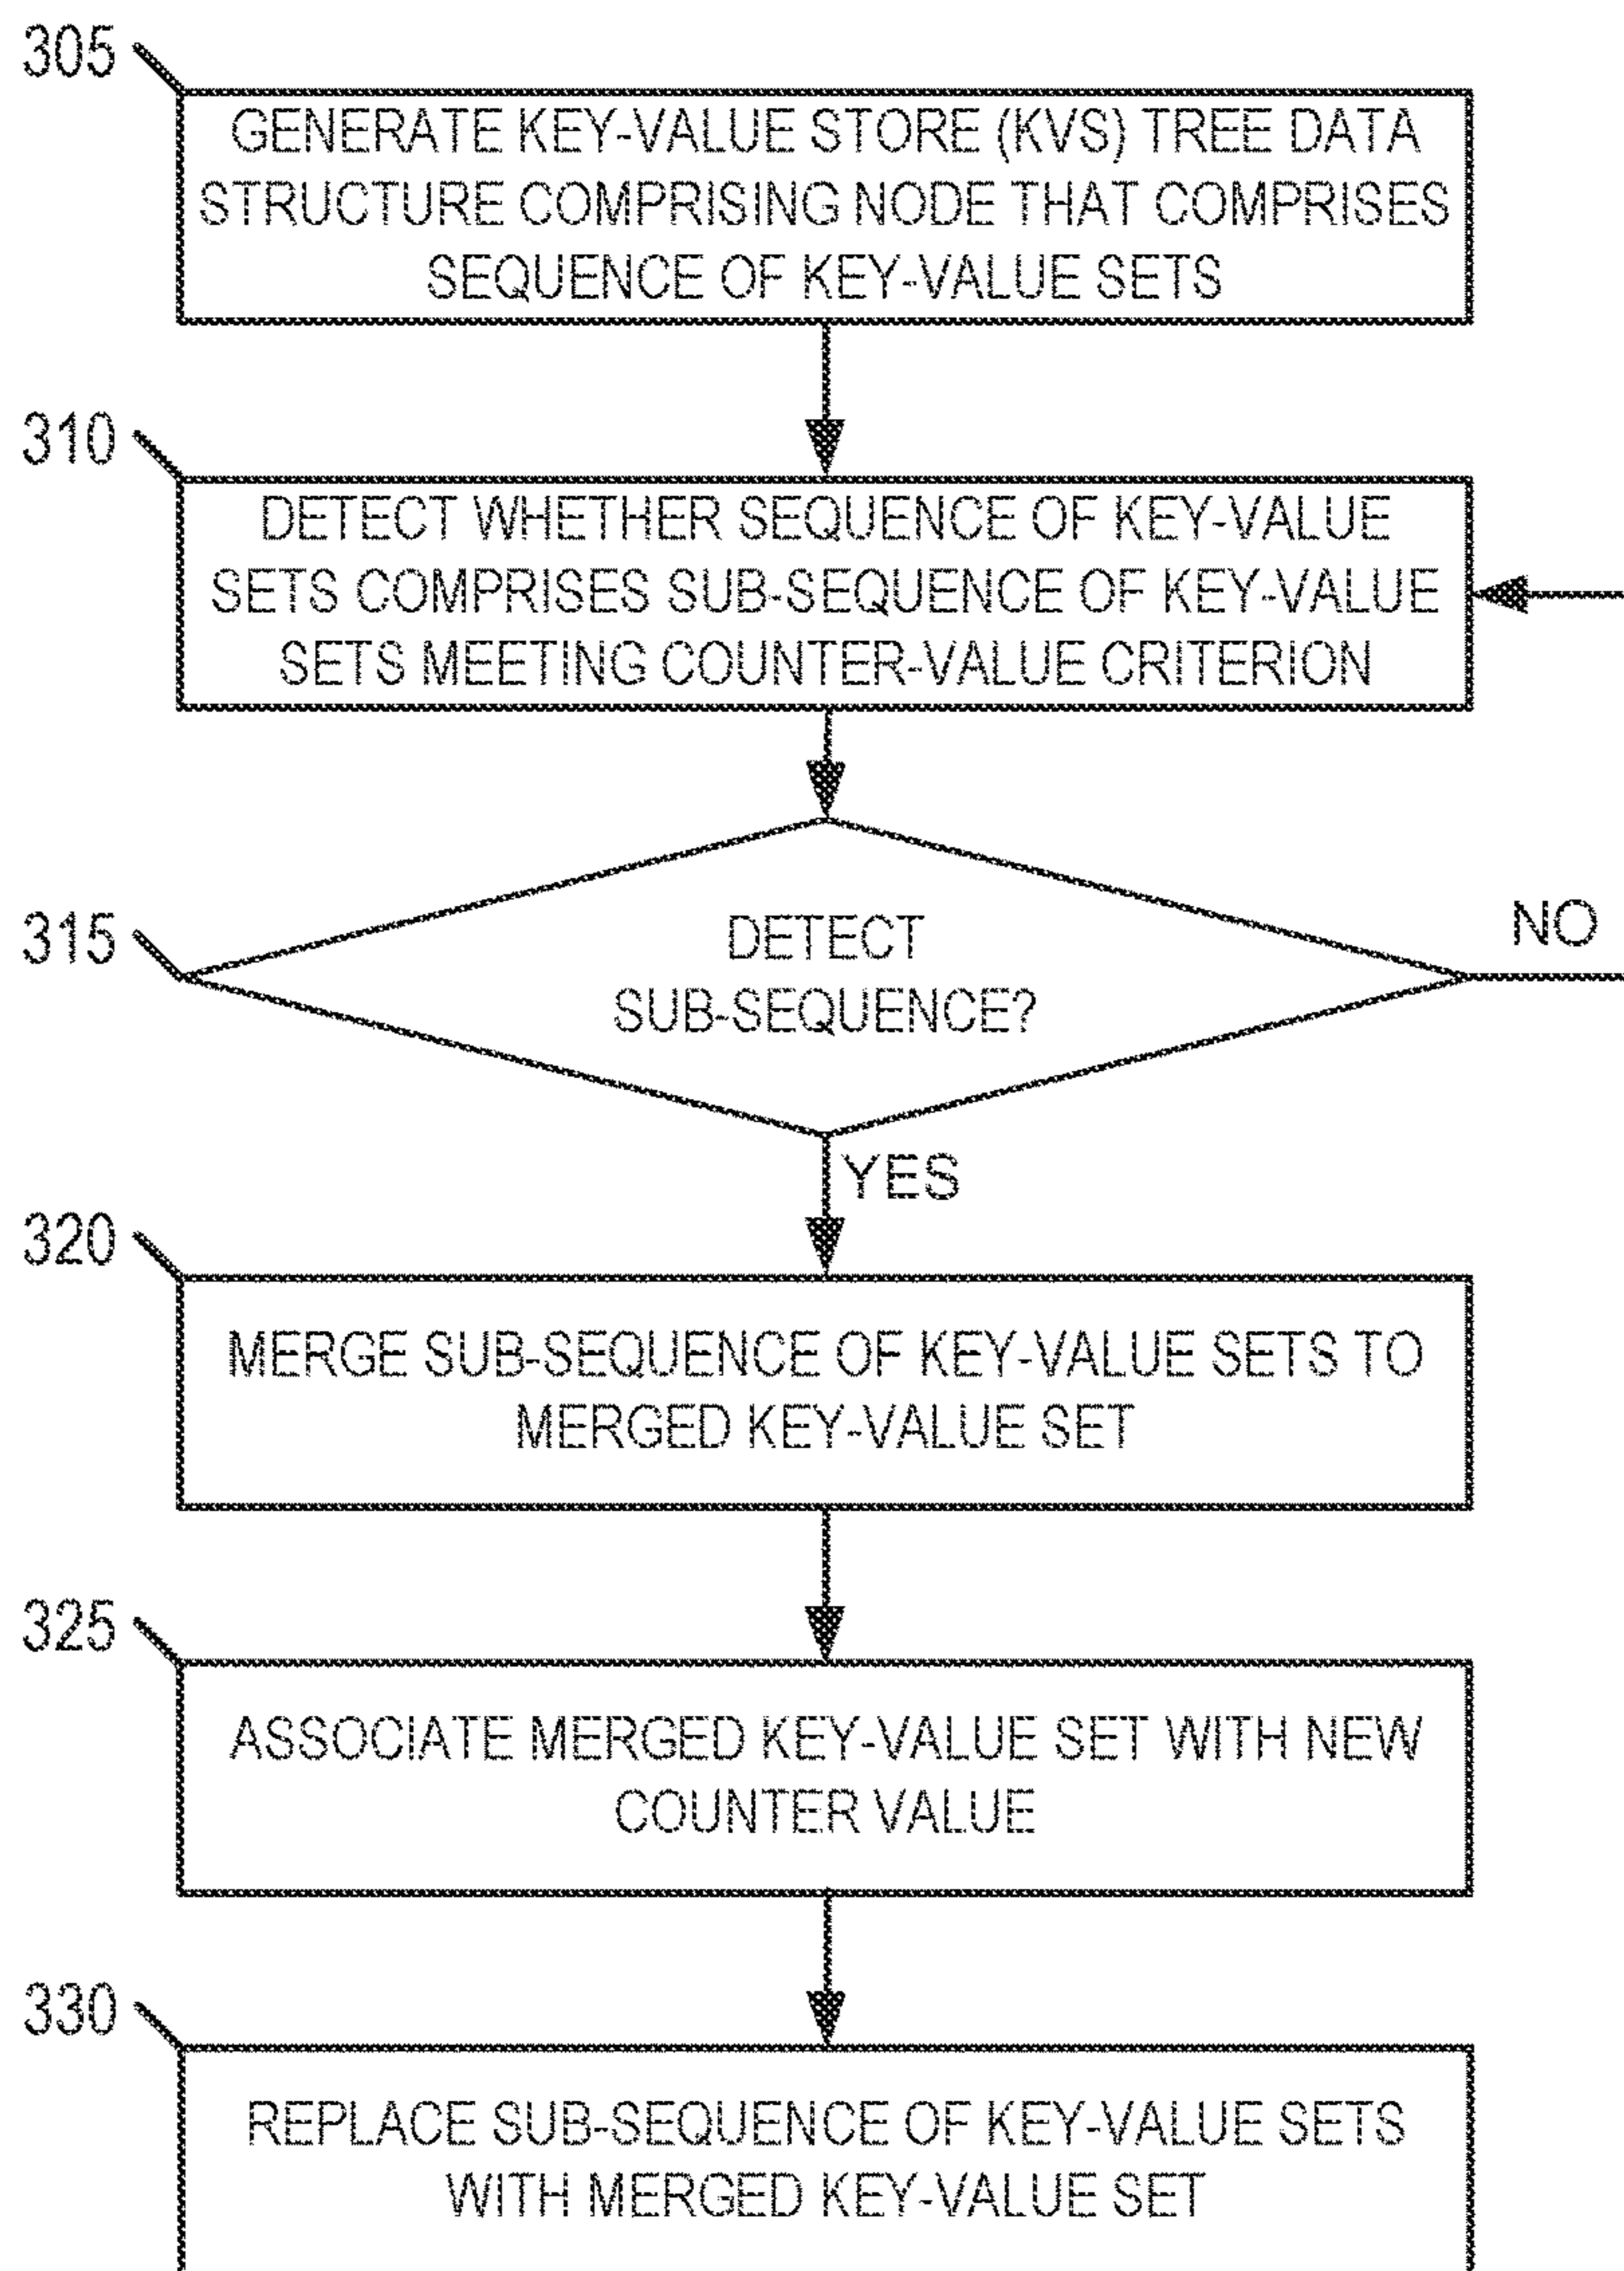 305
GENERATE KEY-VALUE STORE (KVS) TREE DATA
STRUCTURE COMPRISING NODE THAT COMPRISES
SEQUENCE OF KEY-VALUE SETS
310
DETECT WHETHER SEQUENCE OF KEY-VALUE
SETS COMPRISES SUB-SEQUENCE OF KEY-VALUE
SETS MEETING COUNTER-VALUE CRITERION
315
DETECT
SUB-SEQUENCE?
NO
YES
320
MERGE SUB-SEQUENCE OF KEY-VALUE SETS TO
MERGED KEY-VALUE SET
325
ASSOCIATE MERGED KEY-VALUE SET WITH NEW
COUNTER VALUE
330
REPLACE SUB-SEQUENCE OF KEY-VALUE SETS
WITH MERGED KEY-VALUE SET